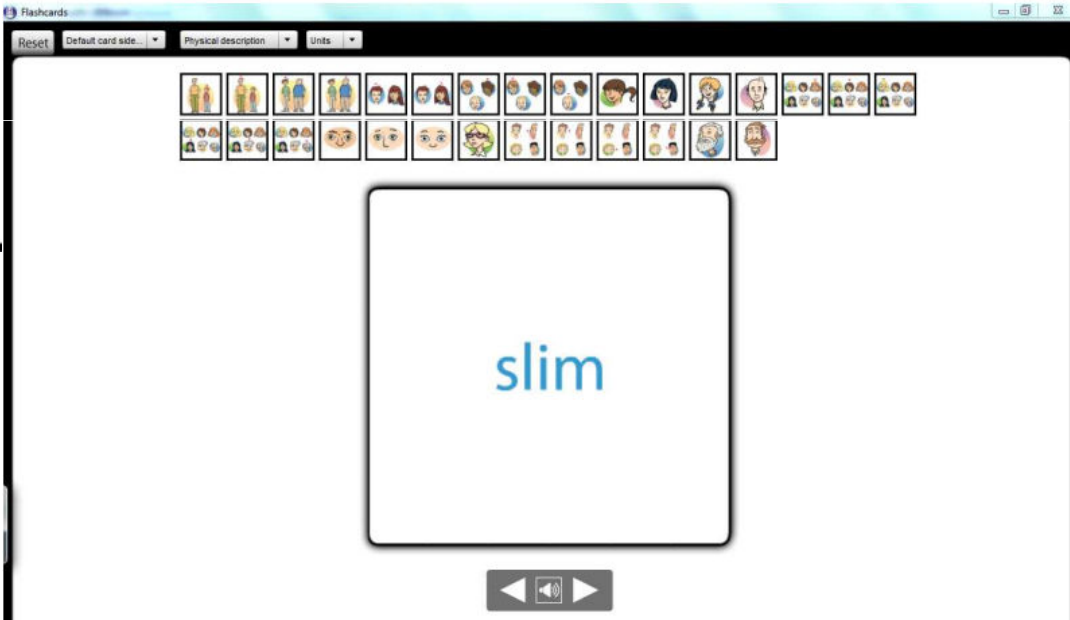 Flashcards
Reset Default card side... Physical description Units
slim